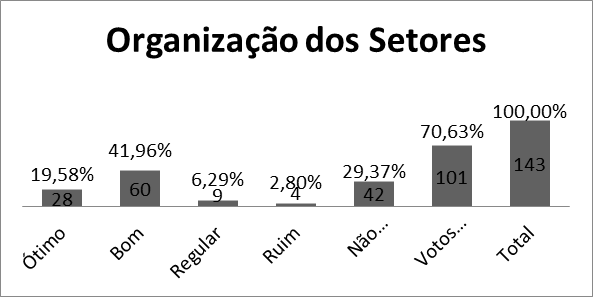 Organização dos Setores
19,58%
41,96%
6,29%
2,80%
29,37%
70,63%
100,00%
28
60
9
4
42
101
143
Ótimo
Bom
Regular
Ruim
Não...
Votos...
Total